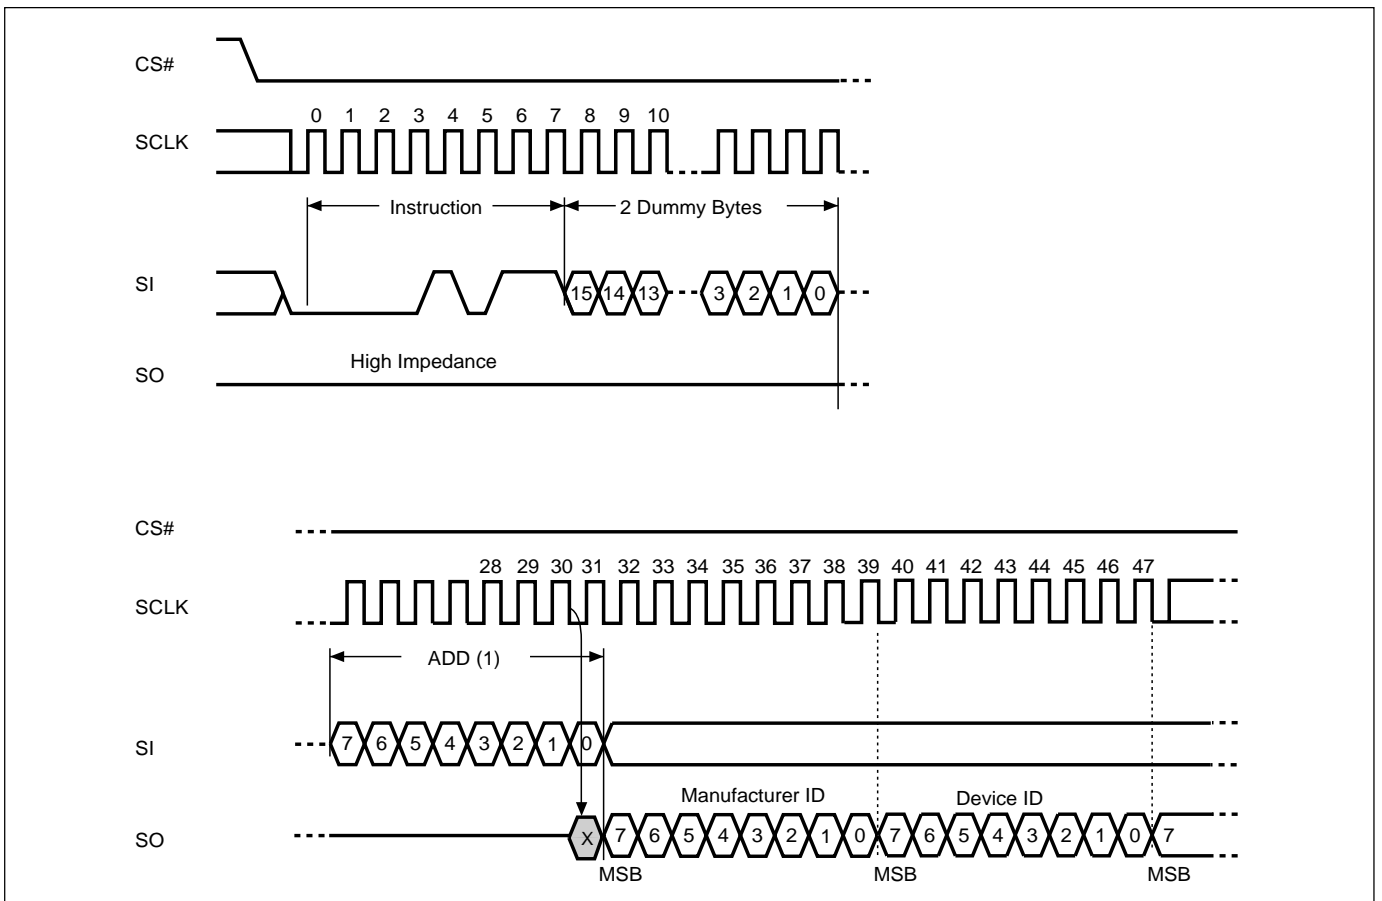 CS#
0 1 2 3 4 5 6 7 8 9 10
SCLK
Instruction 2 Dummy Bytes
SI 15 14 13 3 2 1 0
High Impedance
SO
CS#
28 29 30 31 32 33 34 35 36 37 38 39 40 41 42 43 44 45 46 47
SCLK
ADD (1)
SI 7 6 5 4 3 2 1 0
Manufacturer ID Device ID
SO X 7 6 5 4 3 2 1 0 7 6 5 4 3 2 1 0 7
MSB MSB MSB